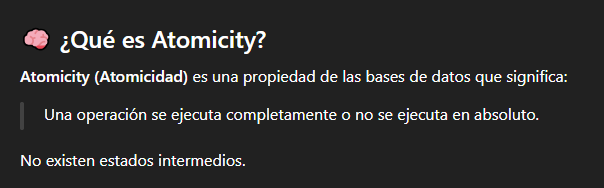 🧠 ¿Qué es Atomicity?
Atomicity (Atomicidad) es una propiedad de las bases de datos que significa:
Una operación se ejecuta completamente o no se ejecuta en absoluto.
No existen estados intermedios.